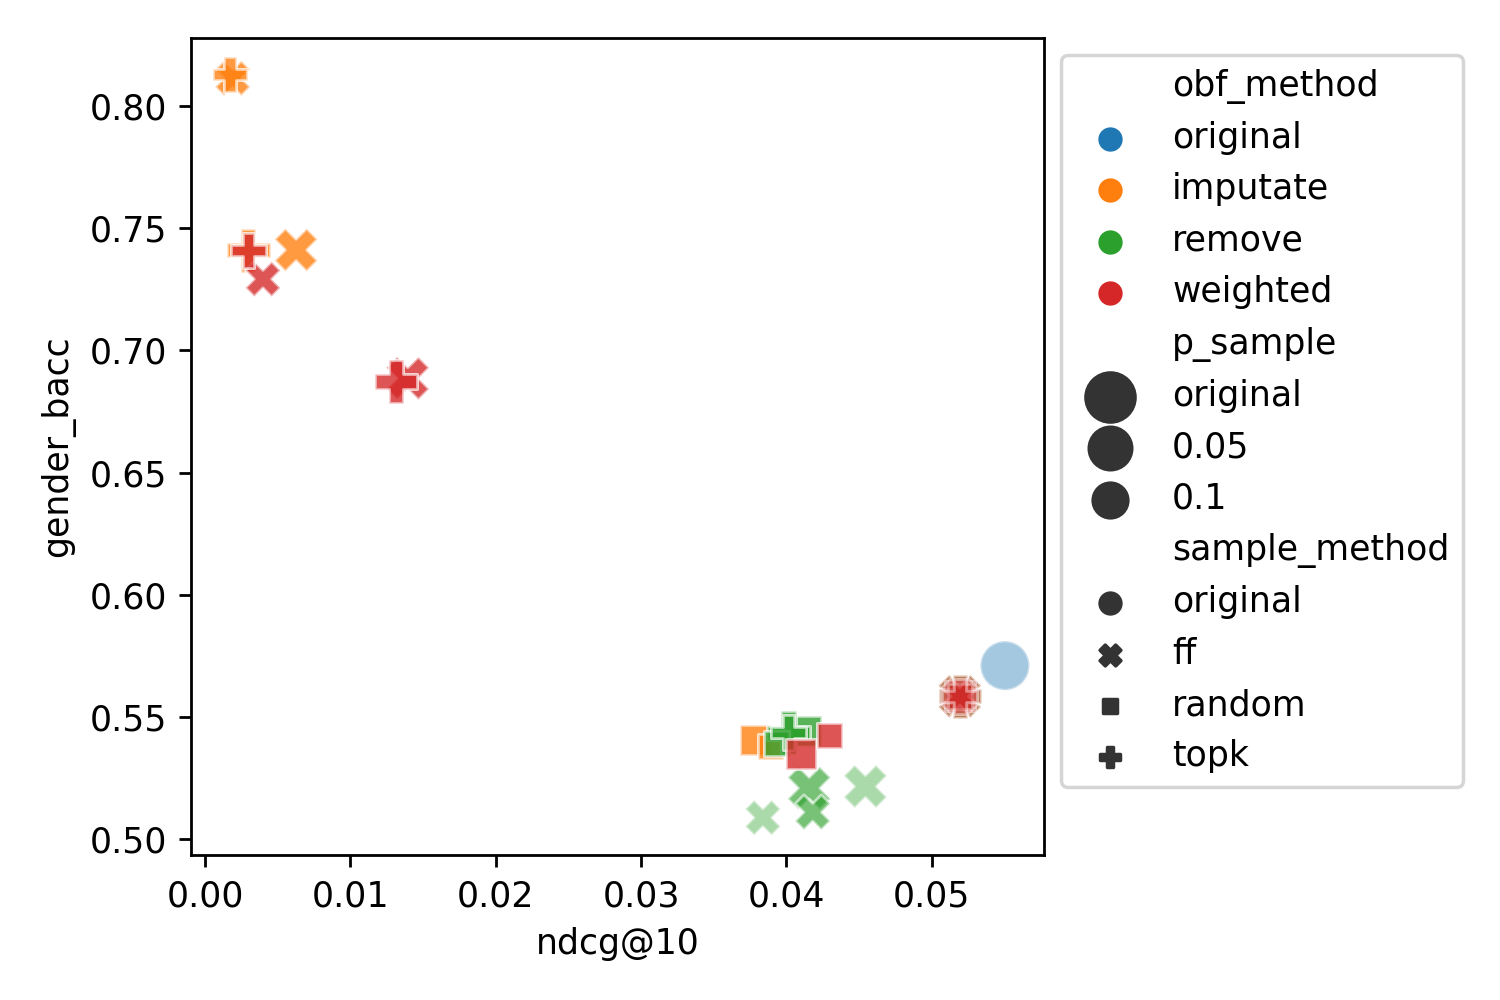 0.80
0.75
0.70
0.65
0.60
0.55
0.50
gender_bacc
0.00 0.01 0.02 0.03 0.04 0.05
ndcg@10
obf_method
original
imputate
remove
weighted
p_sample
original
0.05
0.1
sample_method
original
ff
random
topk